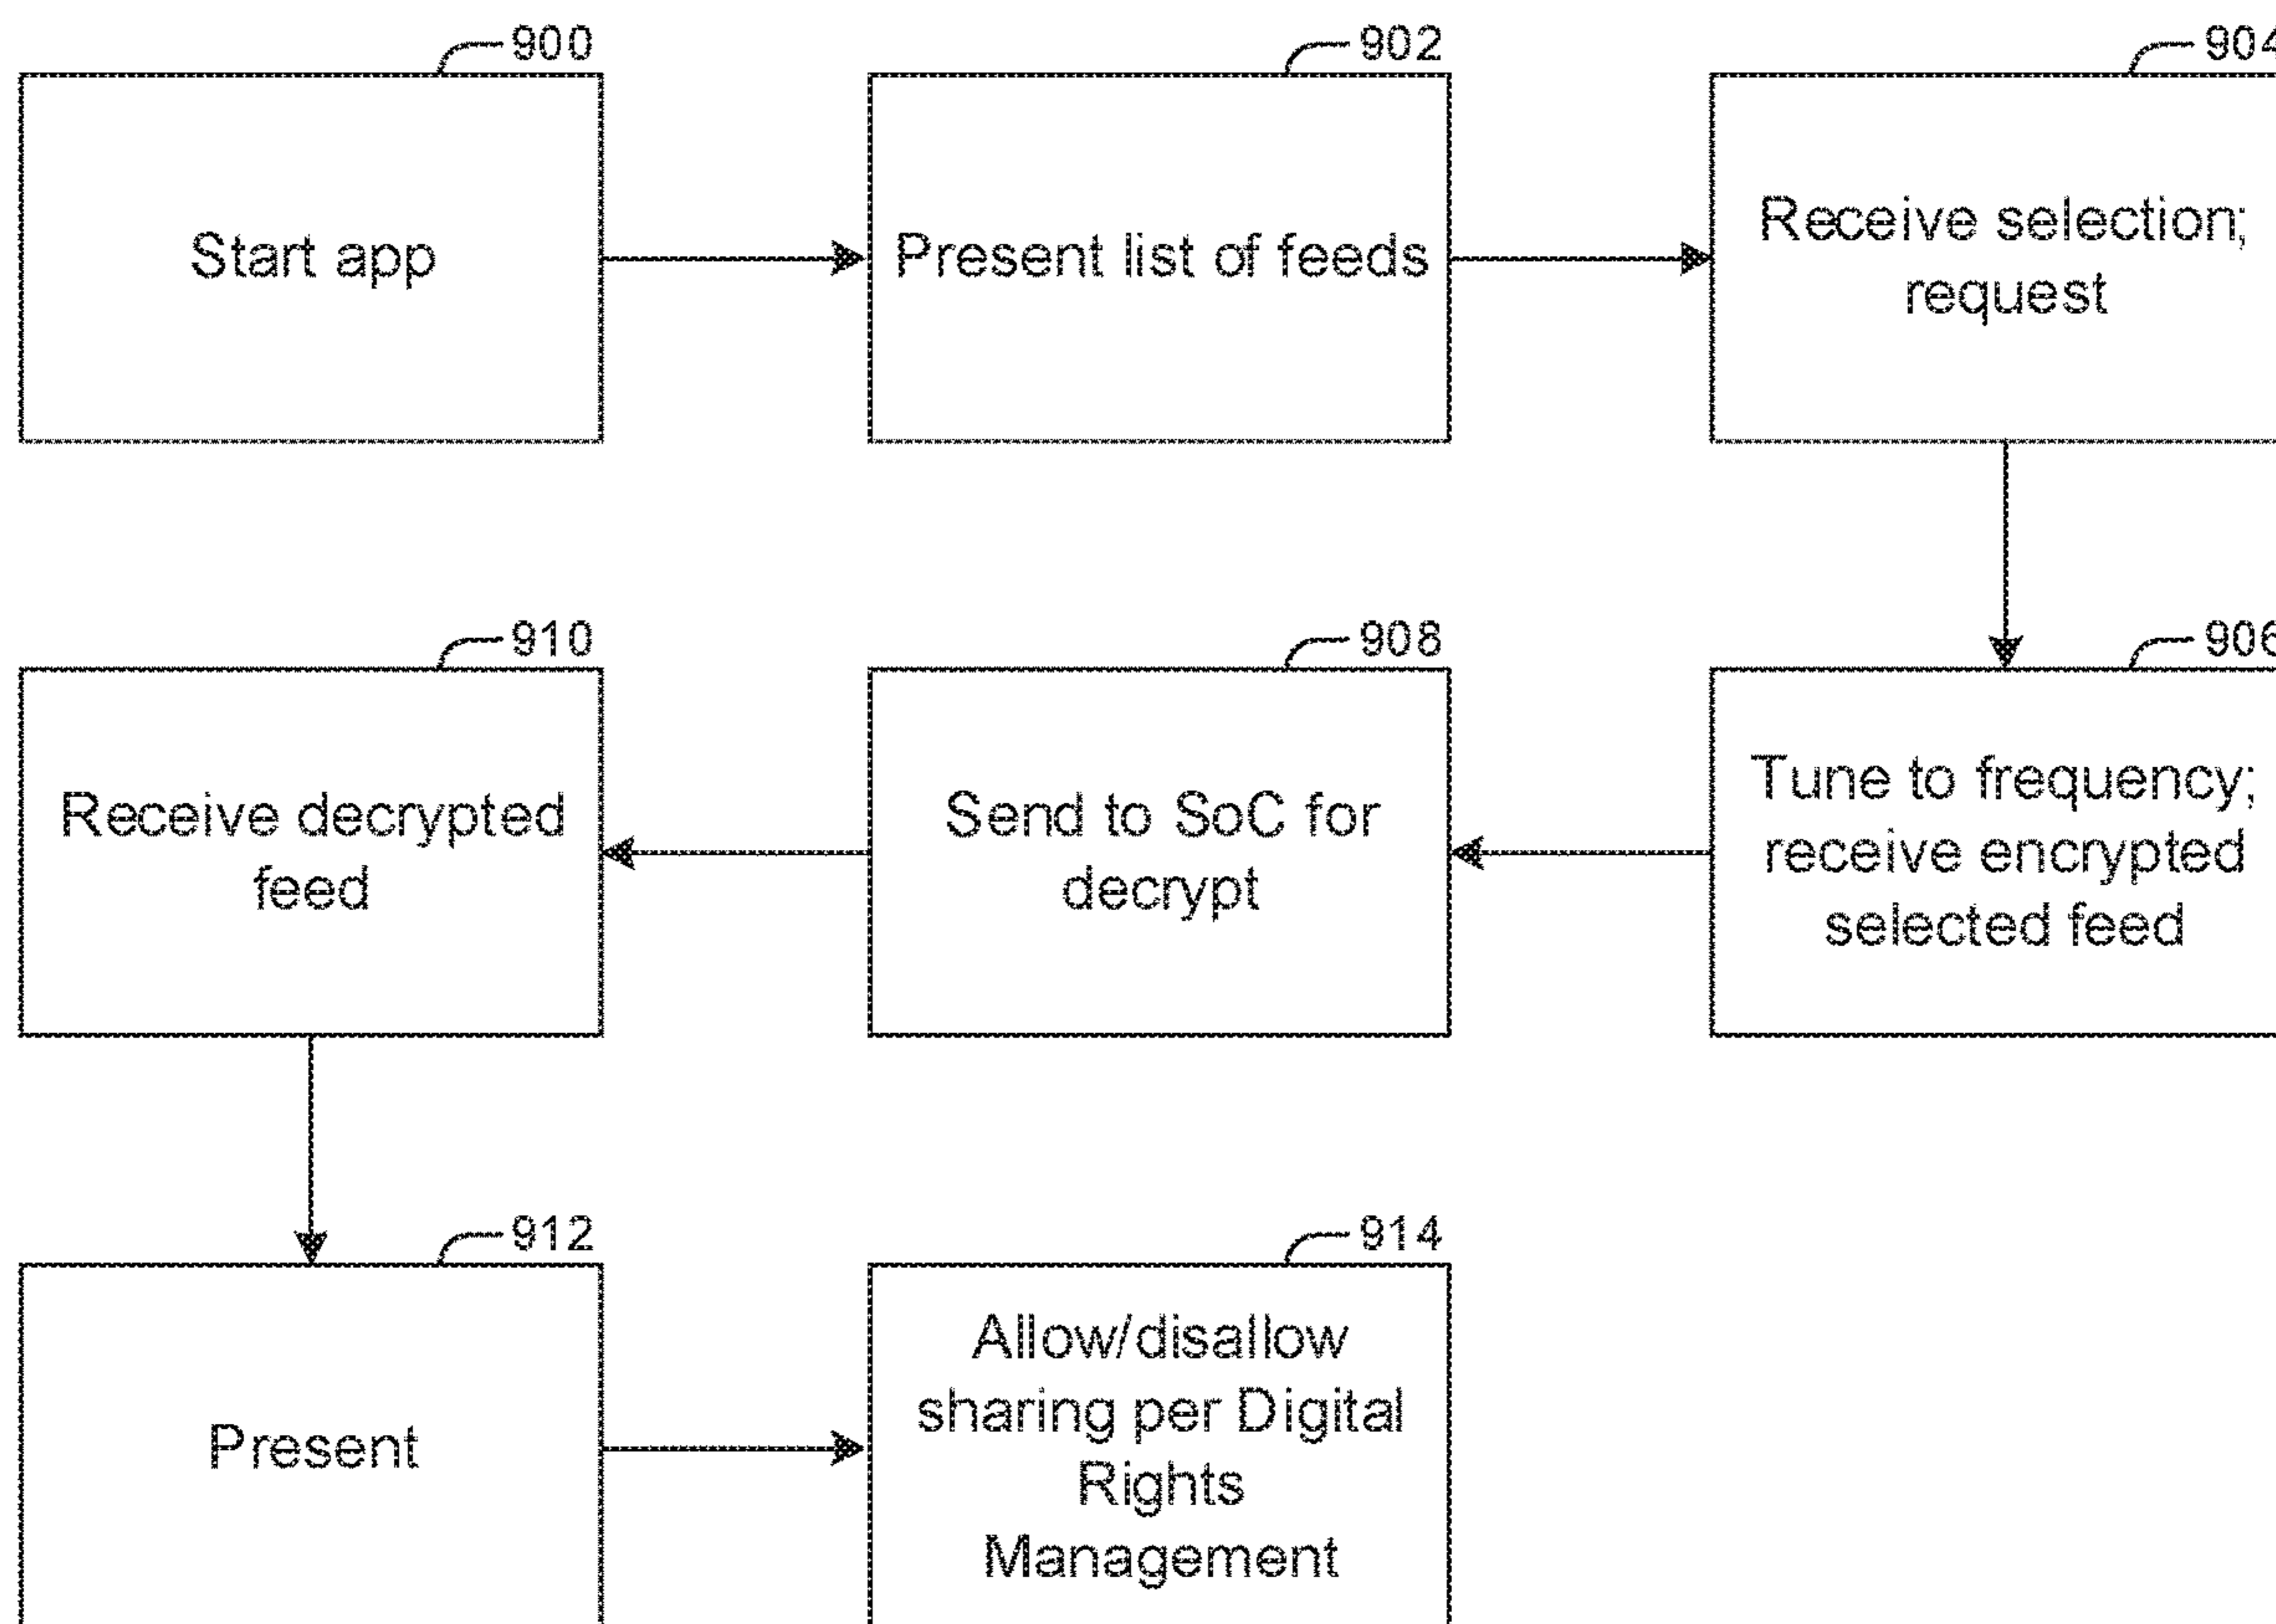 900
Start app
902
Present list of feeds
904
Receive selection;
request
906
Tune to frequency;
receive encrypted
selected feed
908
Send to SoC for
decrypt
910
Receive decrypted
feed
912
Present
914
Allow/disallow
sharing per Digital
Rights
Management